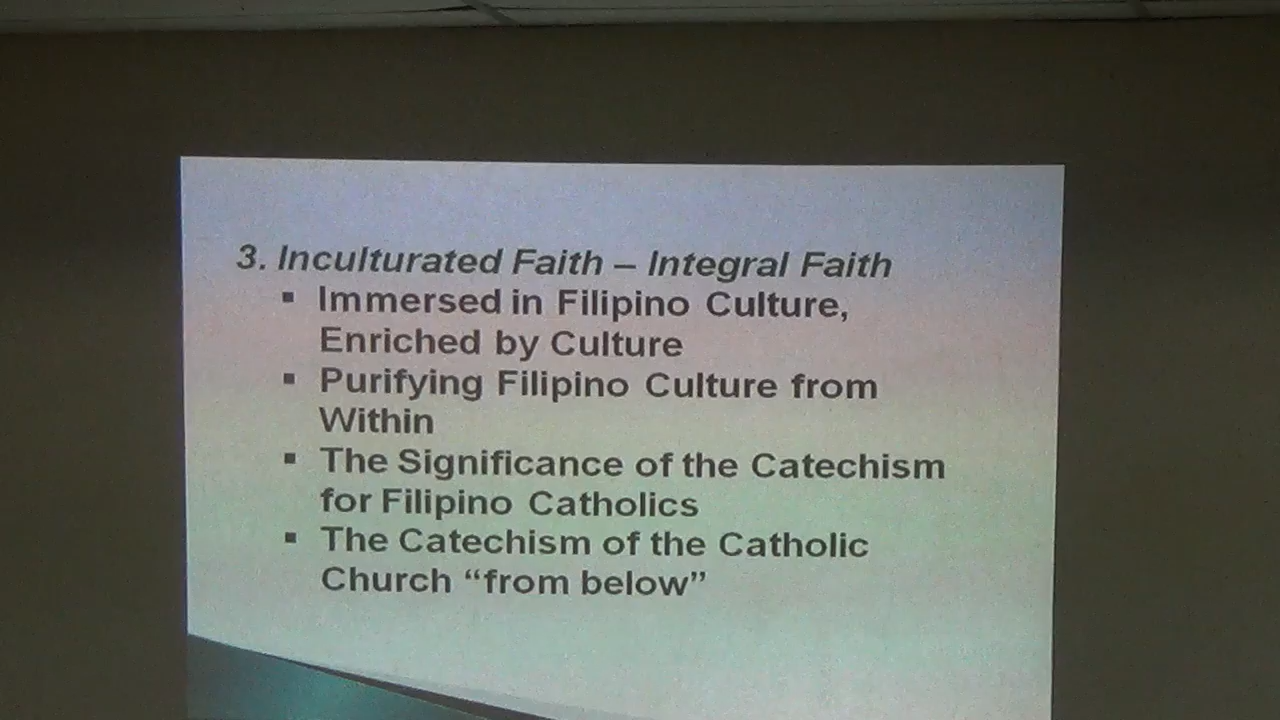 3. Inculturated Faith – Integral Faith
▪ Immersed in Filipino Culture,
Enriched by Culture
▪ Purifying Filipino Culture from
Within
▪ The Significance of the Catechism
for Filipino Catholics
▪ The Catechism of the Catholic
Church “from below”